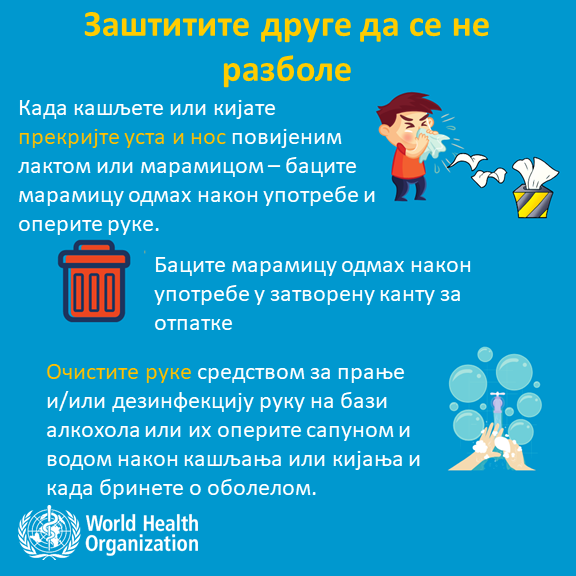 Заштитите друге да се не
разболе
Када кашљете или кијате
прекријте уста и нос повијеним
лактом или марамицом – баците
марамицу одмах након употребе и
оперите руке.
Баците марамицу одмах након
употребе у затворену канту за
отпатке
Очистите руке средством за прање
и/или дезинфекцију руку на бази
алкохола или их оперите сапуном и
водом након кашљања или кијања и
када бринете о оболелом.
World Health
Organization